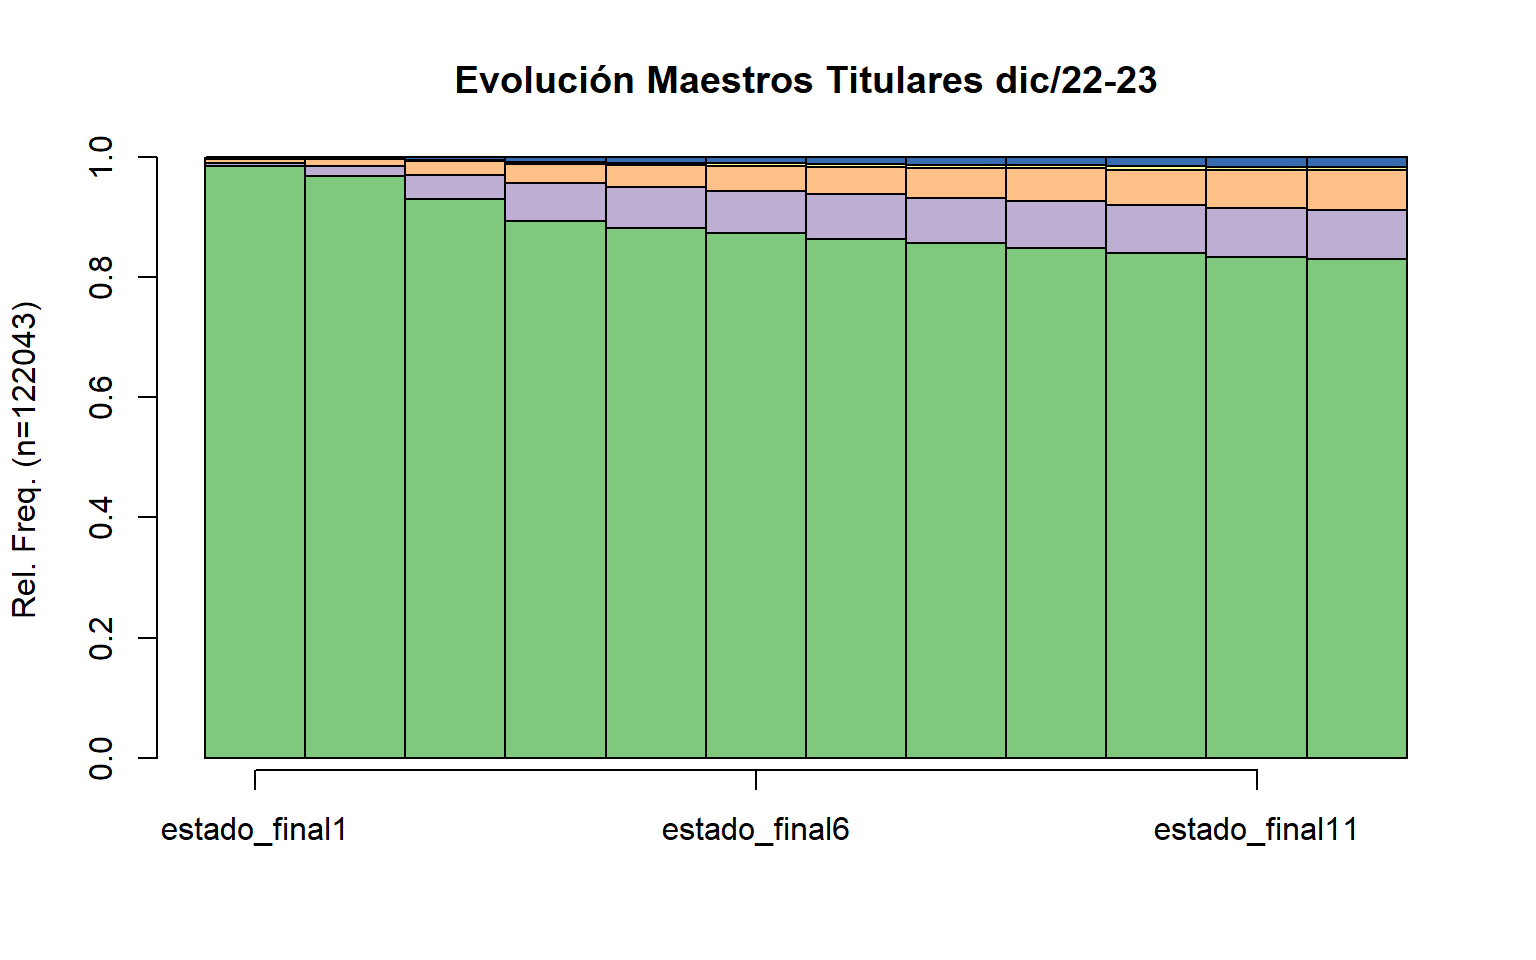 Evolución Maestros Titulares dic/22-23
Rel. Freq. (n=122043)
1.0
0.8
0.6
0.4
0.2
0.0
estado_final1
estado_final6
estado_final11